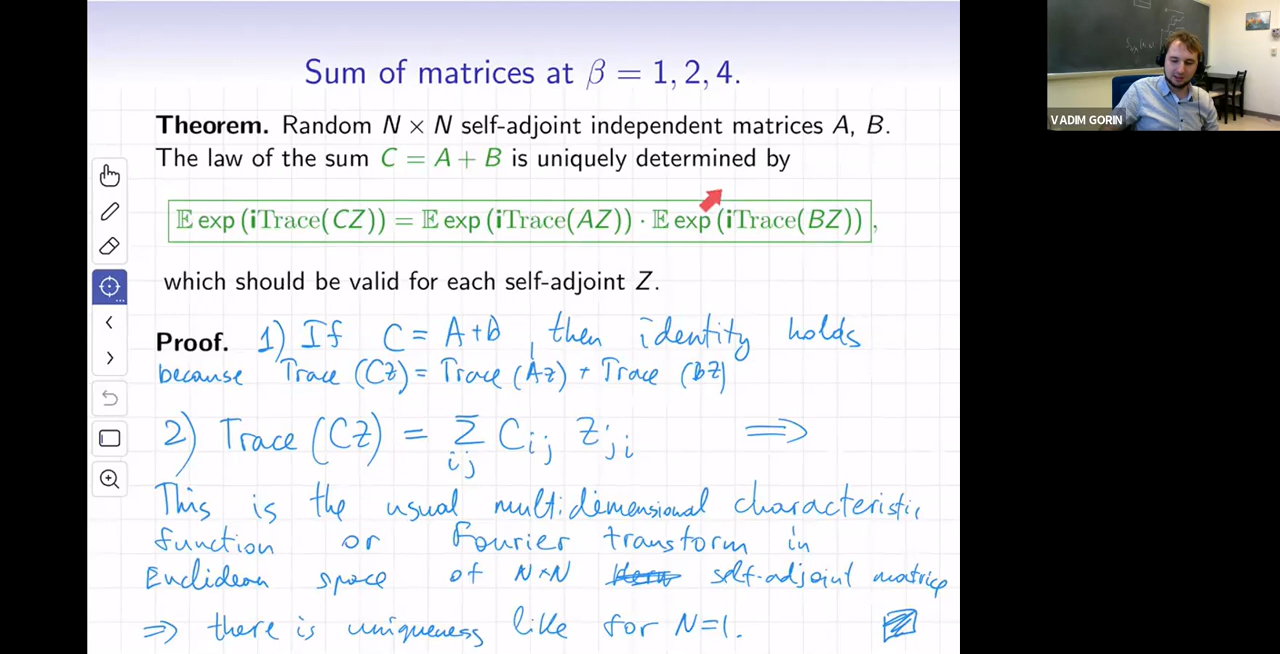 Sum of matrices at β = 1, 2, 4.
Theorem. Random N × N self-adjoint independent matrices A, B.
The law of the sum C = A + B is uniquely determined by
𝔼 exp (iTrace(CZ)) = 𝔼 exp (iTrace(AZ)) · 𝔼 exp (iTrace(BZ)),
which should be valid for each self-adjoint Z.
Proof. 1) If C = A+B, then identity holds
because Trace (CZ) = Trace (AZ) + Trace (BZ)
2) Trace (CZ) = Σ_{ij} C_{ij} Z_{ji} ⟹
This is the usual multidimensional characteristic
function or Fourier transform in
Euclidean space of N×N self-adjoint matrice
⇒ there is uniqueness like for N=1.
VADIM GORIN